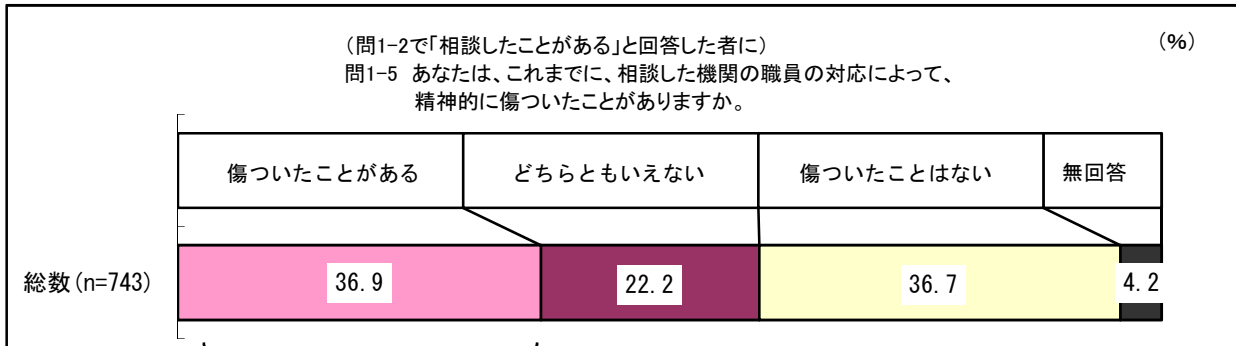 （問1-2で「相談したことがある」と回答した者に）
（%）
問1-5 あなたは、これまでに、相談した機関の職員の対応によって、
精神的に傷ついたことがありますか。
傷ついたことがある どちらともいえない 傷ついたことはない 無回答
総数(n=743) 36.9 22.2 36.7 4.2